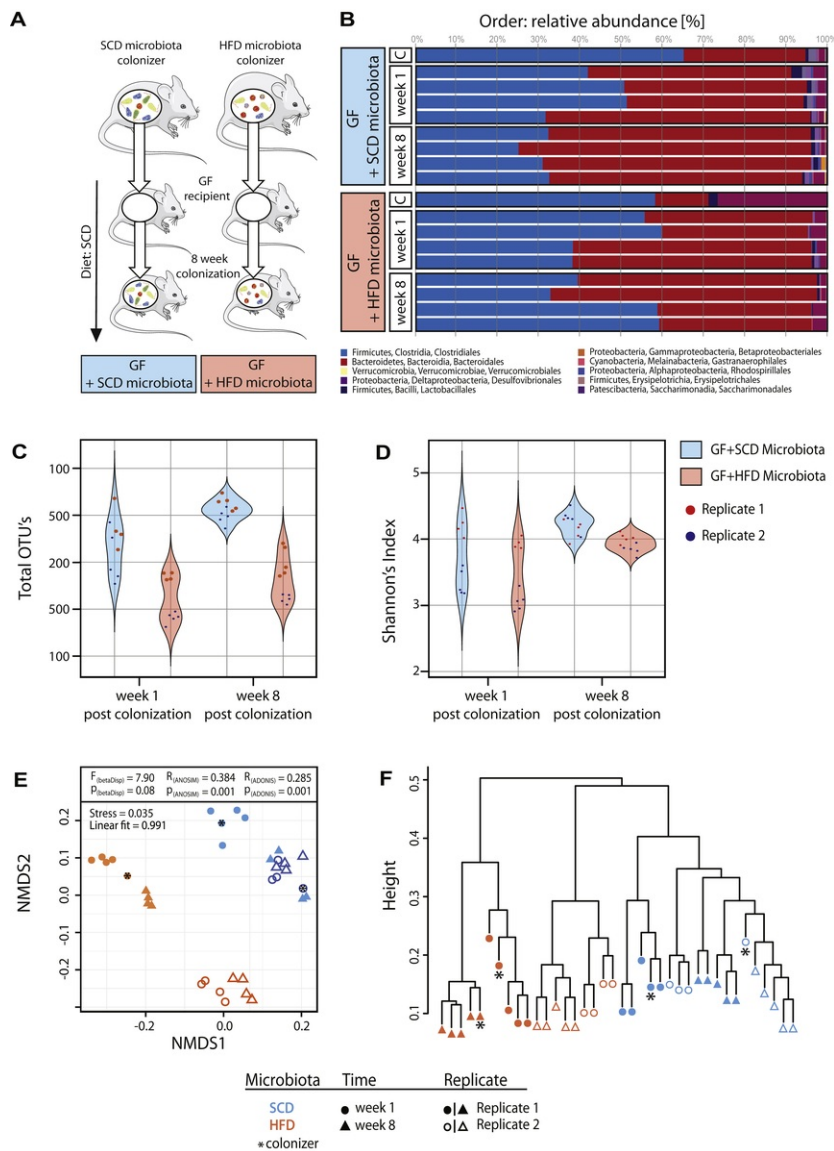 A
SCD microbiota
colonizer
HFD microbiota
colonizer
GF
recipient
Diet: SCD
8 week
colonization
GF
+ SCD microbiota
GF
+ HFD microbiota
B
Order: relative abundance [%]
0% 10% 20% 30% 40% 50% 60% 70% 80% 90% 100%
GF
+ SCD microbiota
C
week 1
week 8
GF
+ HFD microbiota
C
week 1
week 8
Firmicutes, Clostridia, Clostridiales
Bacteroidetes, Bacteroidia, Bacteroidales
Verrucomicrobia, Verrucomicrobiae, Verrucomicrobiales
Proteobacteria, Deltaproteobacteria, Desulfovibrionales
Firmicutes, Bacilli, Lactobacillales
Proteobacteria, Gammaproteobacteria, Betaproteobacteriales
Cyanobacteria, Melainabacteria, Gastranaerophilales
Proteobacteria, Alphaproteobacteria, Rhodospirillales
Firmicutes, Erysipelotrichia, Erysipelotrichales
Patescibacteria, Saccharimonadia, Saccharimonadales
C
Total OTU's
100
500
200
500
100
week 1
post colonization
week 8
post colonization
D
Shannon's Index
5
4
3
2
week 1
post colonization
week 8
post colonization
GF+SCD Microbiota
GF+HFD Microbiota
Replicate 1
Replicate 2
E
F(betaDisp) = 7.90 R(ANOSIM) = 0.384 R(ADONIS) = 0.285
p(betaDisp) = 0.08 p(ANOSIM) = 0.001 p(ADONIS) = 0.001
Stress = 0.035
Linear fit = 0.991
NMDS2
0.2
0.1
0.0
-0.1
-0.2
-0.2 0.0 0.2
NMDS1
F
Height
0.5
0.4
0.3
0.2
0.1
*
*
*
*
Microbiota Time Replicate
SCD week 1 Replicate 1
HFD week 8 Replicate 2
*colonizer